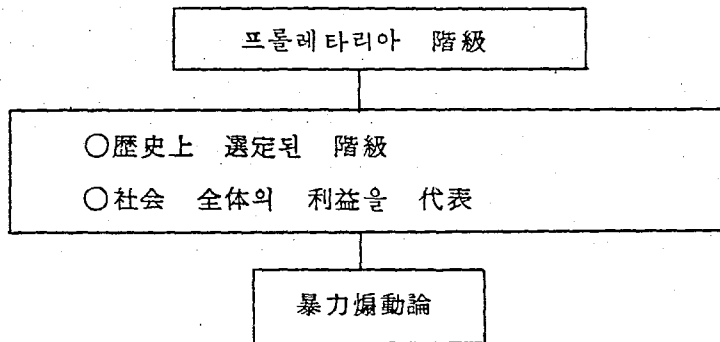 프롤레타리아 階級
○歴史上 選定된 階級
○社会 全体의 利益을 代表
暴力煽動論